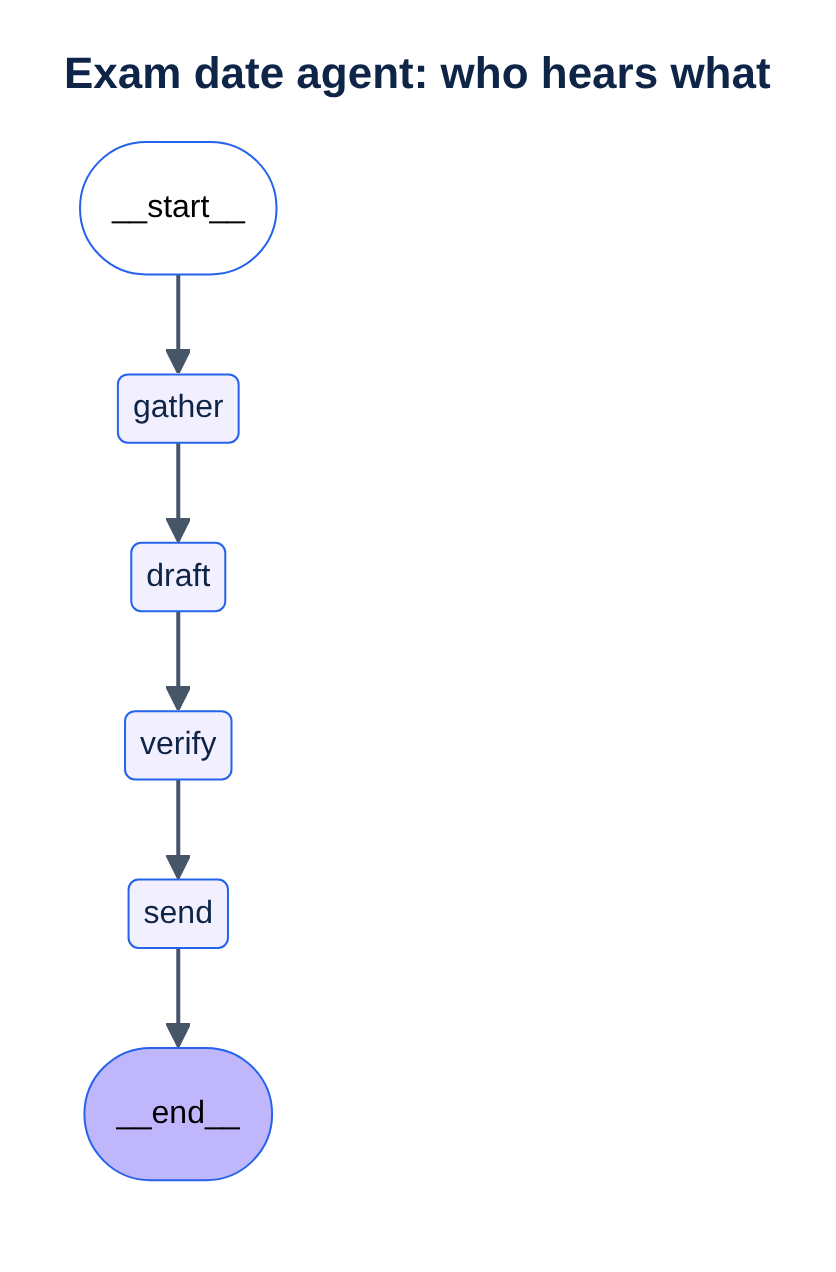 Exam date agent: who hears what
__start__
gather
draft
verify
send
__end__